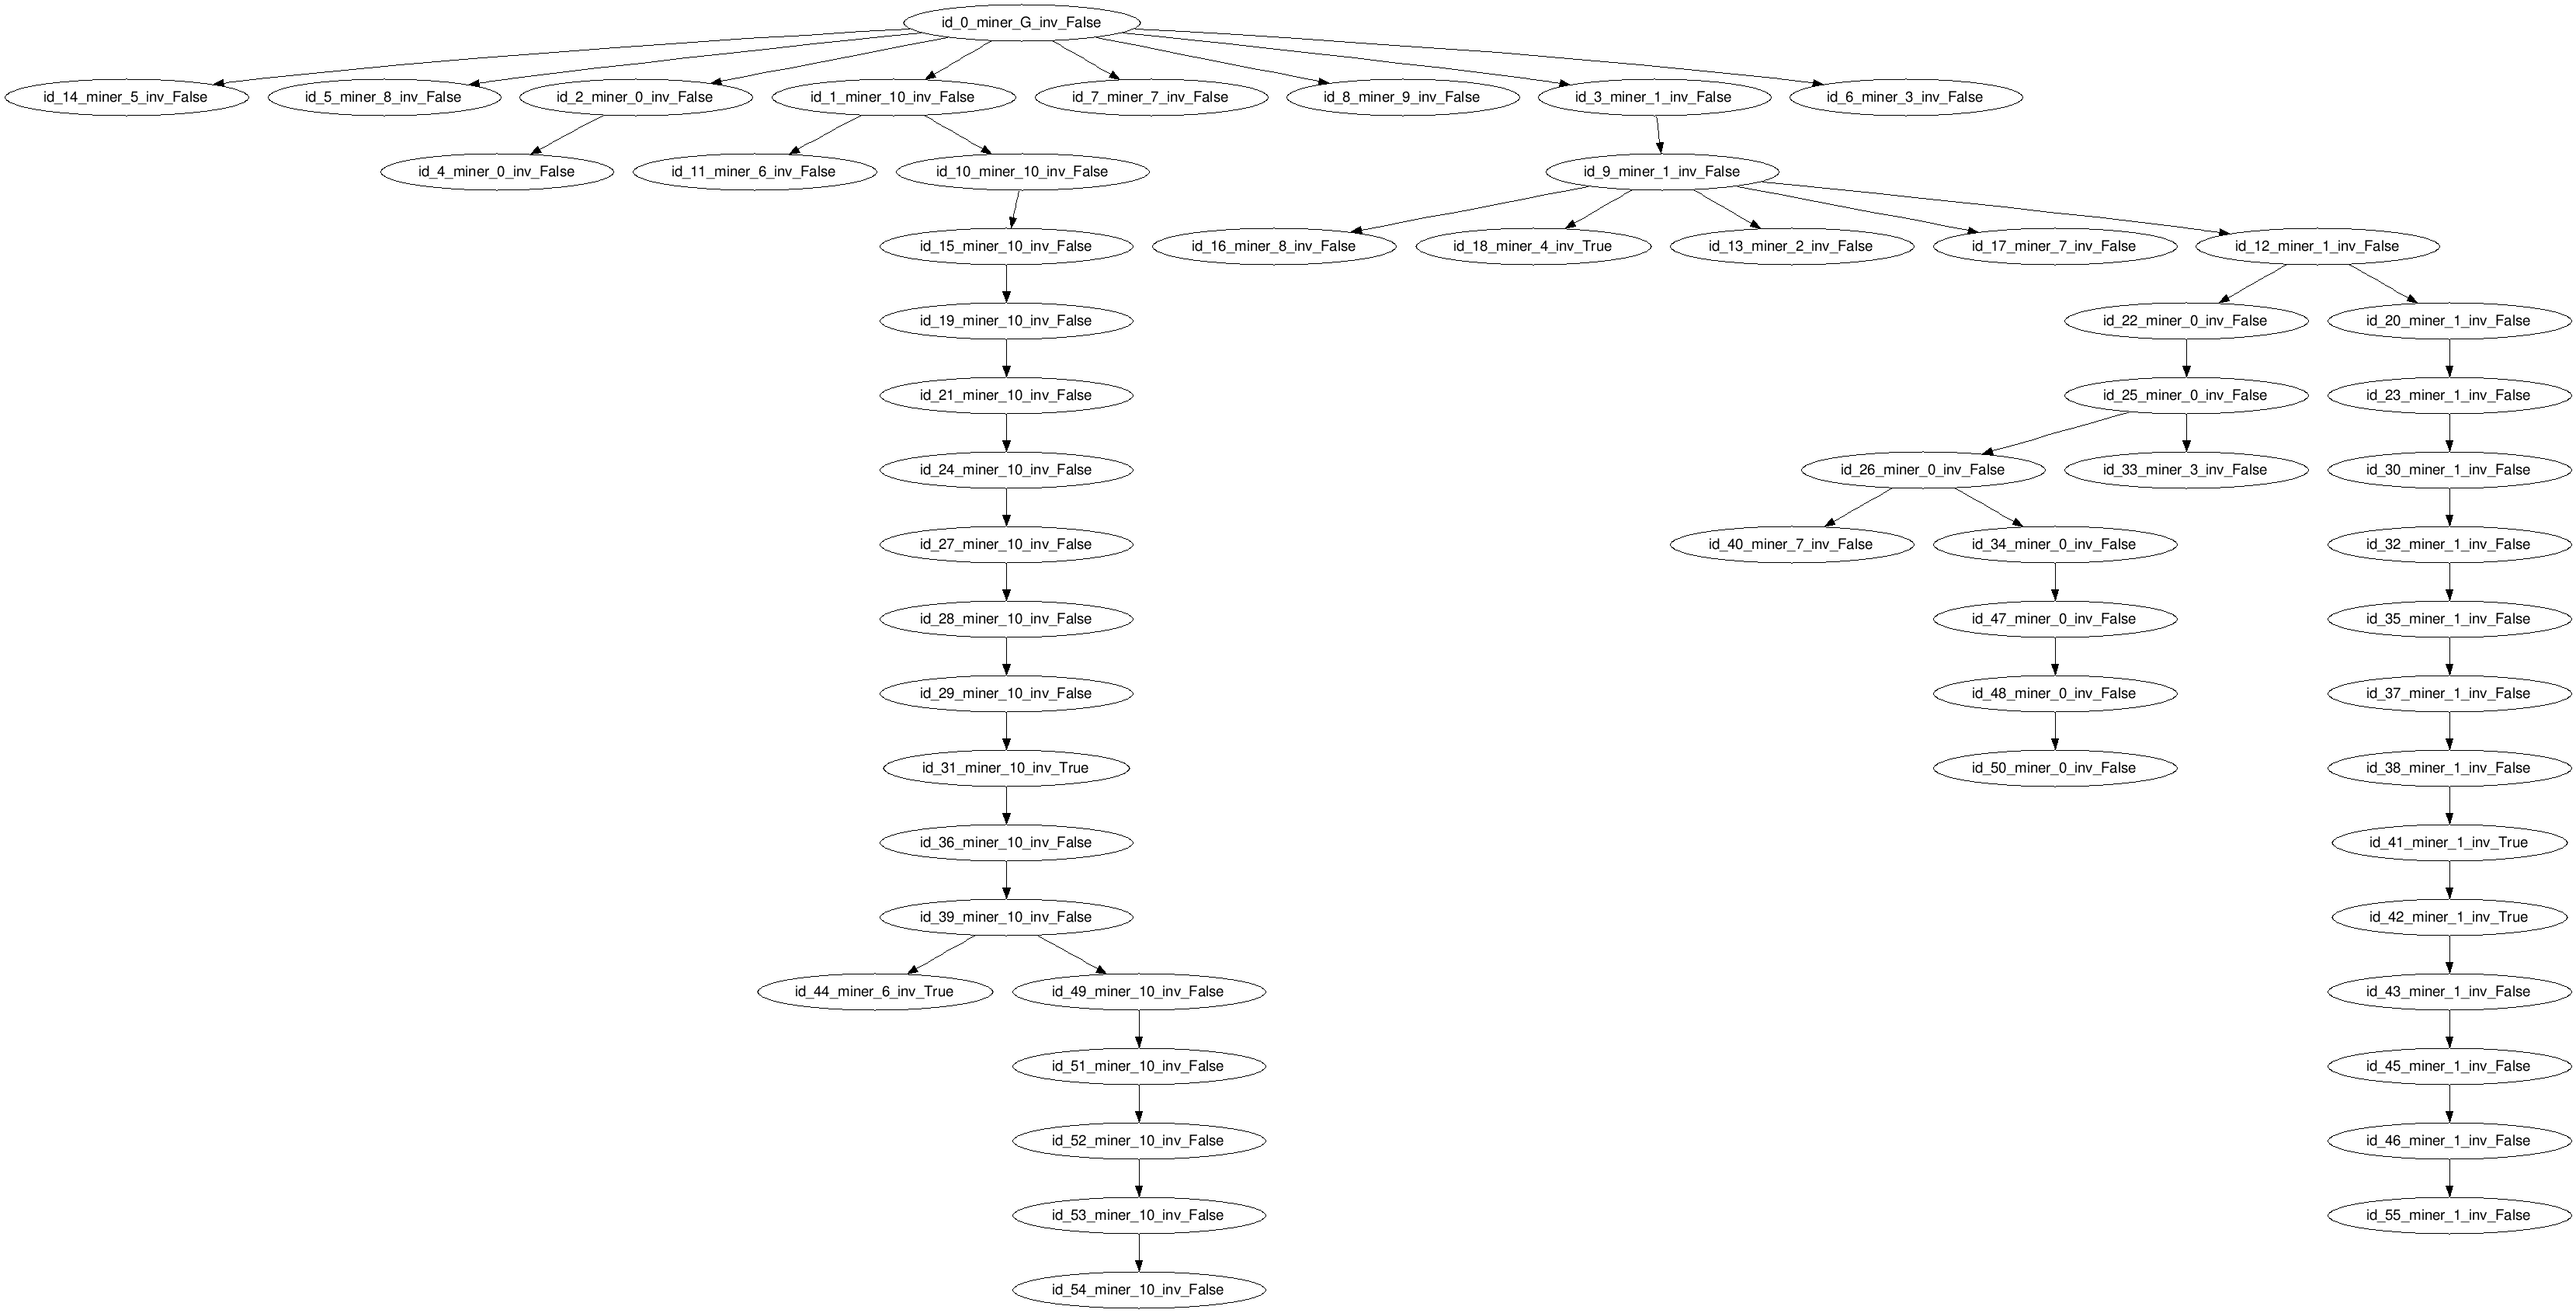 id_0_miner_G_inv_False
id_14_miner_5_inv_False
id_5_miner_8_inv_False
id_2_miner_0_inv_False
id_1_miner_10_inv_False
id_7_miner_7_inv_False
id_8_miner_9_inv_False
id_3_miner_1_inv_False
id_6_miner_3_inv_False
id_4_miner_0_inv_False
id_11_miner_6_inv_False
id_10_miner_10_inv_False
id_9_miner_1_inv_False
id_15_miner_10_inv_False
id_16_miner_8_inv_False
id_18_miner_4_inv_True
id_13_miner_2_inv_False
id_17_miner_7_inv_False
id_12_miner_1_inv_False
id_19_miner_10_inv_False
id_22_miner_0_inv_False
id_20_miner_1_inv_False
id_21_miner_10_inv_False
id_25_miner_0_inv_False
id_23_miner_1_inv_False
id_24_miner_10_inv_False
id_26_miner_0_inv_False
id_33_miner_3_inv_False
id_30_miner_1_inv_False
id_27_miner_10_inv_False
id_40_miner_7_inv_False
id_34_miner_0_inv_False
id_32_miner_1_inv_False
id_28_miner_10_inv_False
id_47_miner_0_inv_False
id_35_miner_1_inv_False
id_29_miner_10_inv_False
id_48_miner_0_inv_False
id_37_miner_1_inv_False
id_31_miner_10_inv_True
id_50_miner_0_inv_False
id_38_miner_1_inv_False
id_36_miner_10_inv_False
id_41_miner_1_inv_True
id_39_miner_10_inv_False
id_42_miner_1_inv_True
id_44_miner_6_inv_True
id_49_miner_10_inv_False
id_43_miner_1_inv_False
id_51_miner_10_inv_False
id_45_miner_1_inv_False
id_52_miner_10_inv_False
id_46_miner_1_inv_False
id_53_miner_10_inv_False
id_55_miner_1_inv_False
id_54_miner_10_inv_False